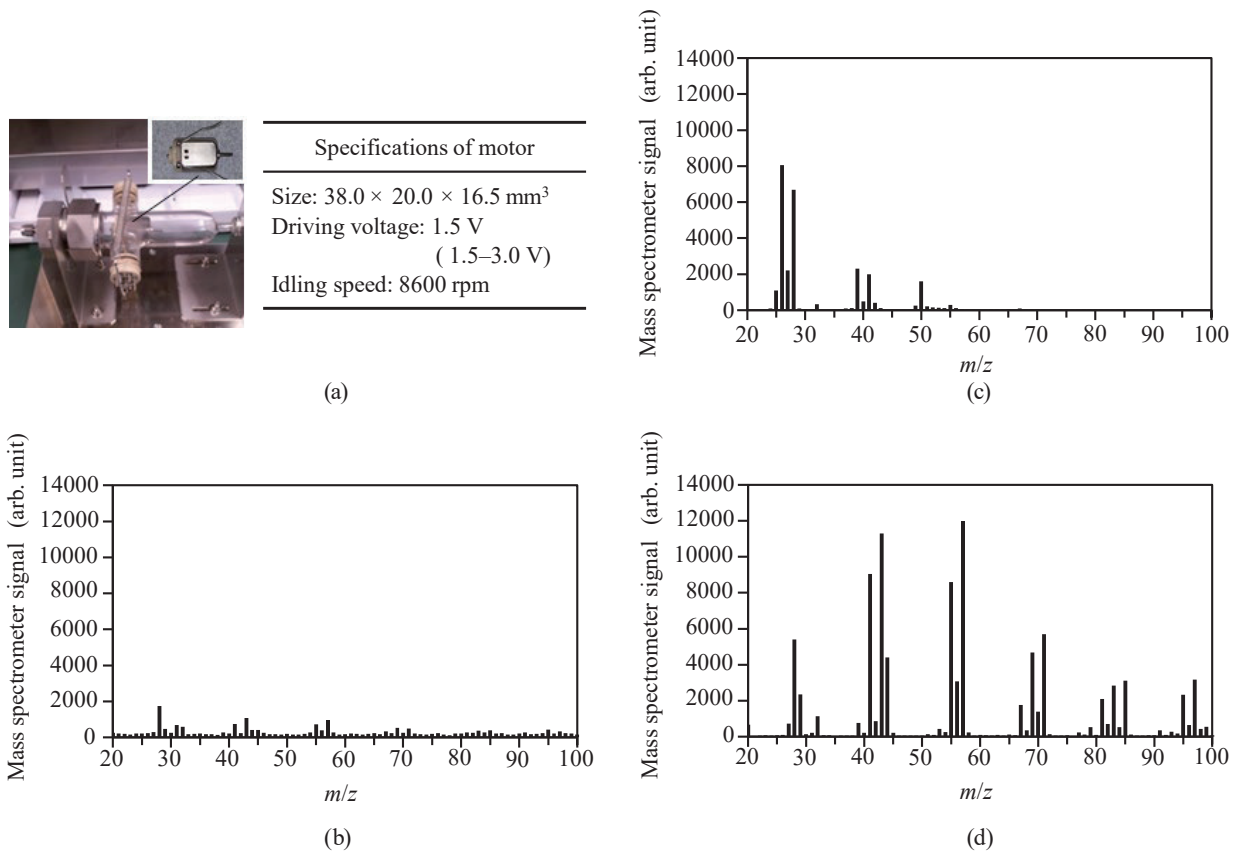 Specifications of motor
Size: 38.0 × 20.0 × 16.5 mm³
Driving voltage: 1.5 V
( 1.5–3.0 V)
Idling speed: 8600 rpm
(a)
Mass spectrometer signal (arb. unit)
14000
12000
10000
8000
6000
4000
2000
0
20 30 40 50 60 70 80 90 100
m/z
(c)
Mass spectrometer signal (arb. unit)
14000
12000
10000
8000
6000
4000
2000
0
20 30 40 50 60 70 80 90 100
m/z
(b)
Mass spectrometer signal (arb. unit)
14000
12000
10000
8000
6000
4000
2000
0
20 30 40 50 60 70 80 90 100
m/z
(d)